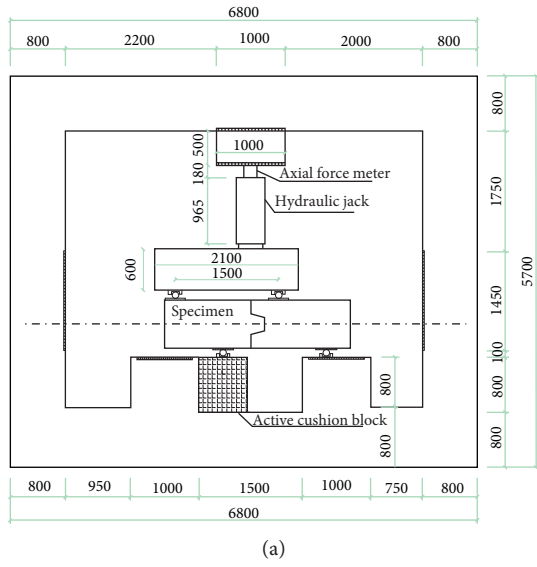 6800
800 2200 1000 2000 800
800
500
1000
180
Axial force meter
1750
965
Hydraulic jack
2100
600
1500
5700
1450
Specimen
100
800
800
Active cushion block
800
800
800 950 1000 1500 1000 750 800
6800
(a)